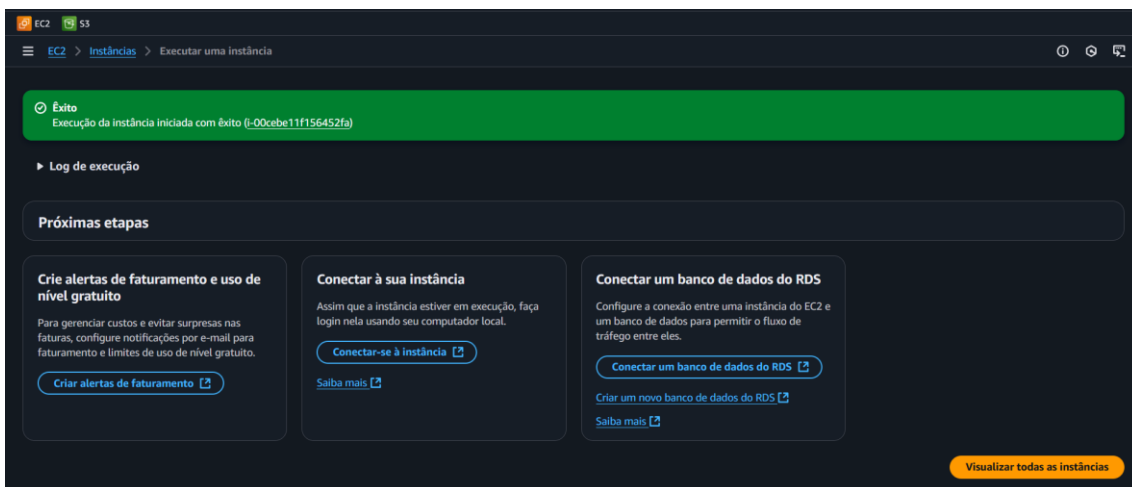 EC2 S3
EC2 > Instâncias > Executar uma instância
Êxito
Execução da instância iniciada com êxito (i-00cebe11f156452fa)
Log de execução
Próximas etapas
Crie alertas de faturamento e uso de
nível gratuito
Para gerenciar custos e evitar surpresas nas
faturas, configure notificações por e-mail para
faturamento e limites de uso de nível gratuito.
Criar alertas de faturamento
Conectar à sua instância
Assim que a instância estiver em execução, faça
login nela usando seu computador local.
Conectar-se à instância
Saiba mais
Conectar um banco de dados do RDS
Configure a conexão entre uma instância do EC2 e
um banco de dados para permitir o fluxo de
tráfego entre eles.
Conectar um banco de dados do RDS
Criar um novo banco de dados do RDS
Saiba mais
Visualizar todas as instâncias